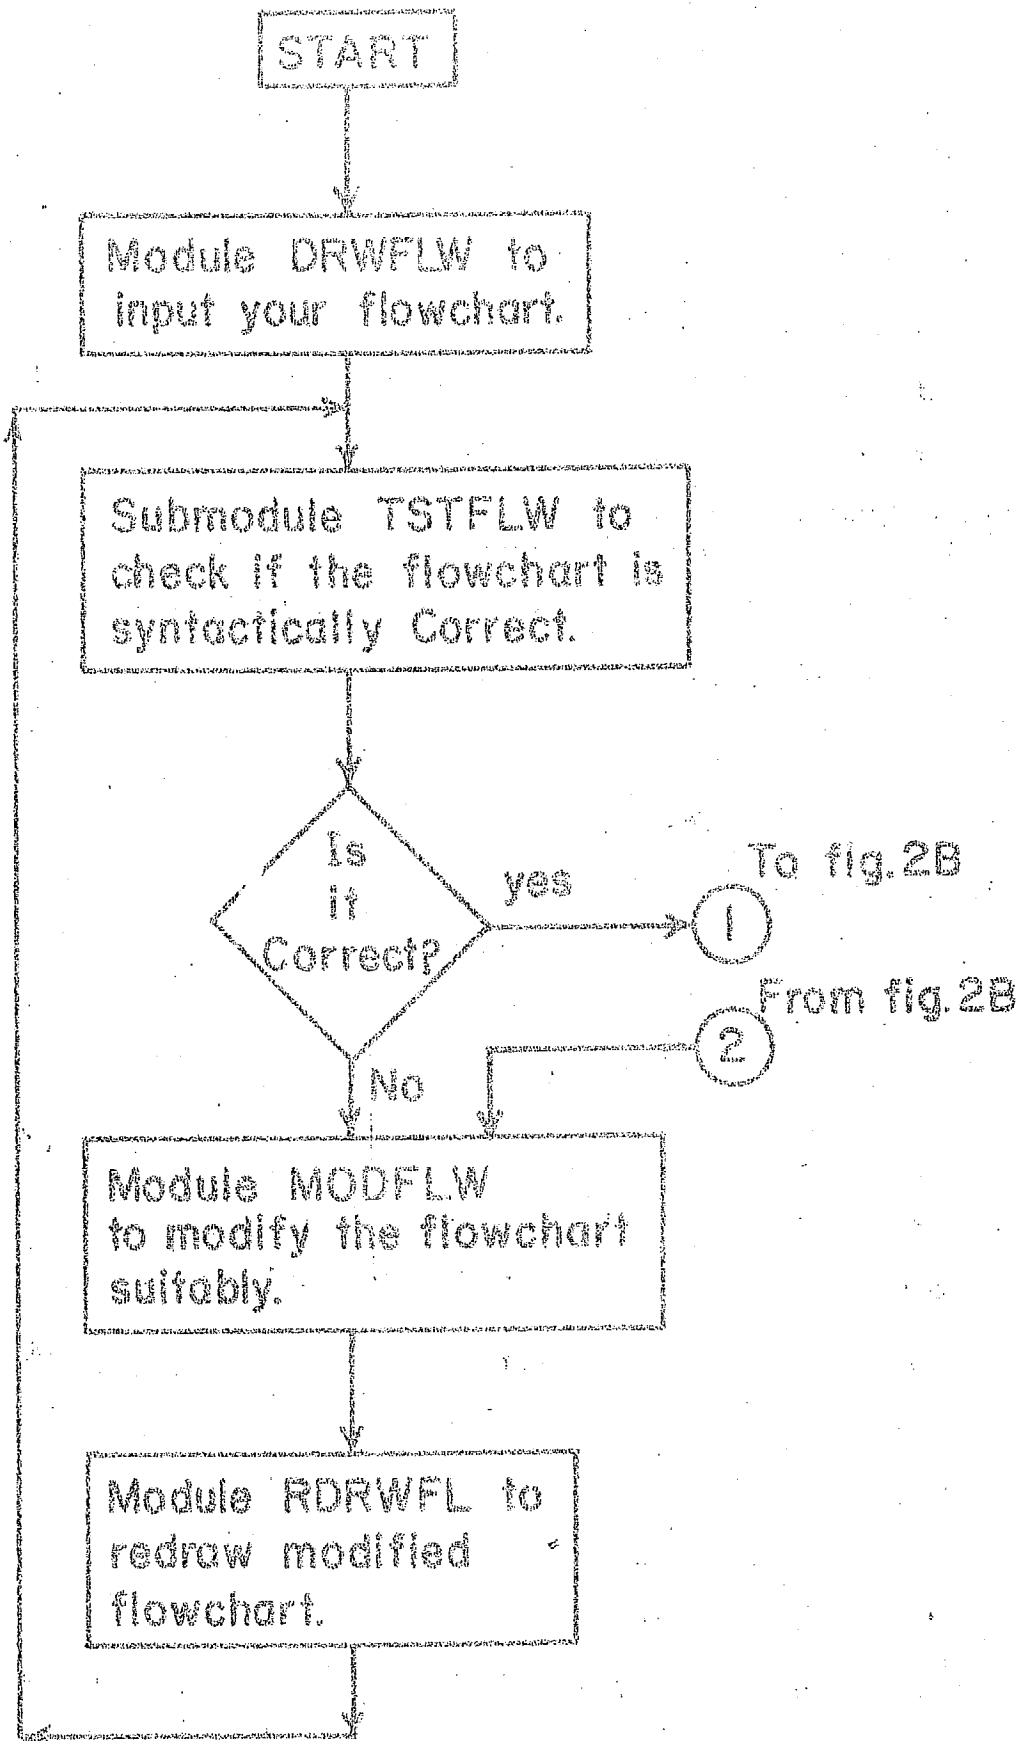 START
Module DRWFLW to
input your flowchart.
Submodule TSTFLW to
check if the flowchart is
syntactically Correct.
Is
it
Correct?
yes
To fig.2B
1
From fig.2B
2
No
Module MODFLW
to modify the flowchart
suitably.
Module RDRWFL to
redraw modified
flowchart.